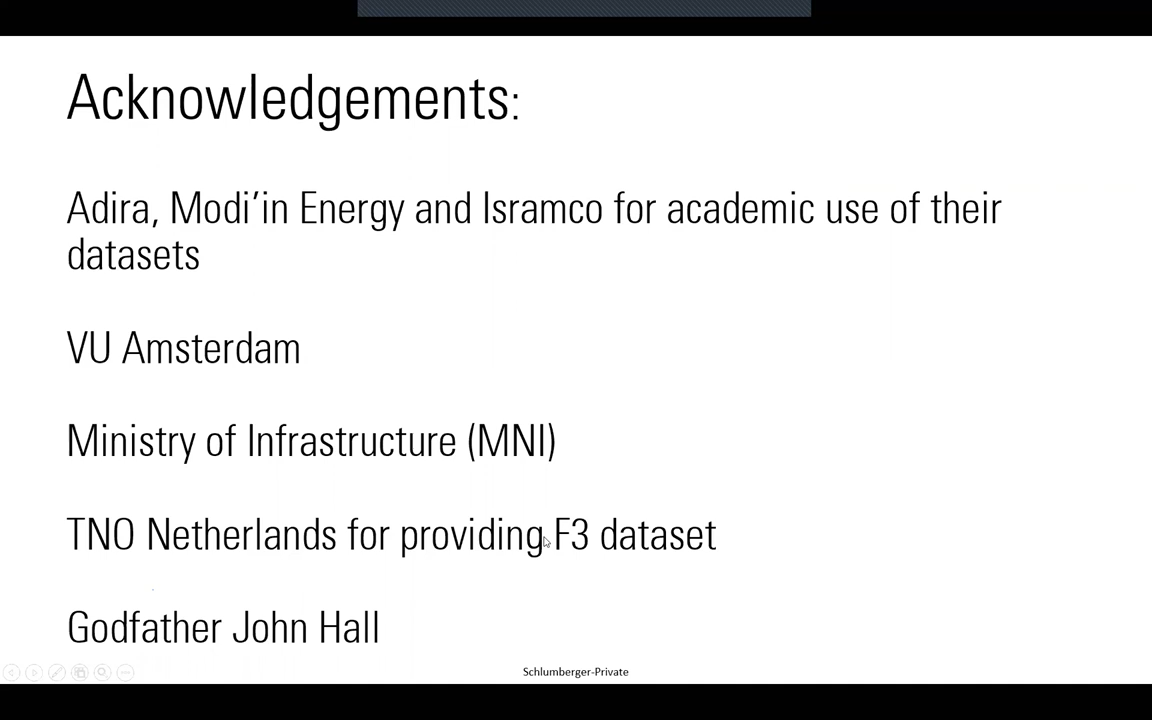 Acknowledgements:
Adira, Modi’in Energy and Isramco for academic use of their
datasets
VU Amsterdam
Ministry of Infrastructure (MNI)
TNO Netherlands for providing F3 dataset
Godfather John Hall
Schlumberger-Private